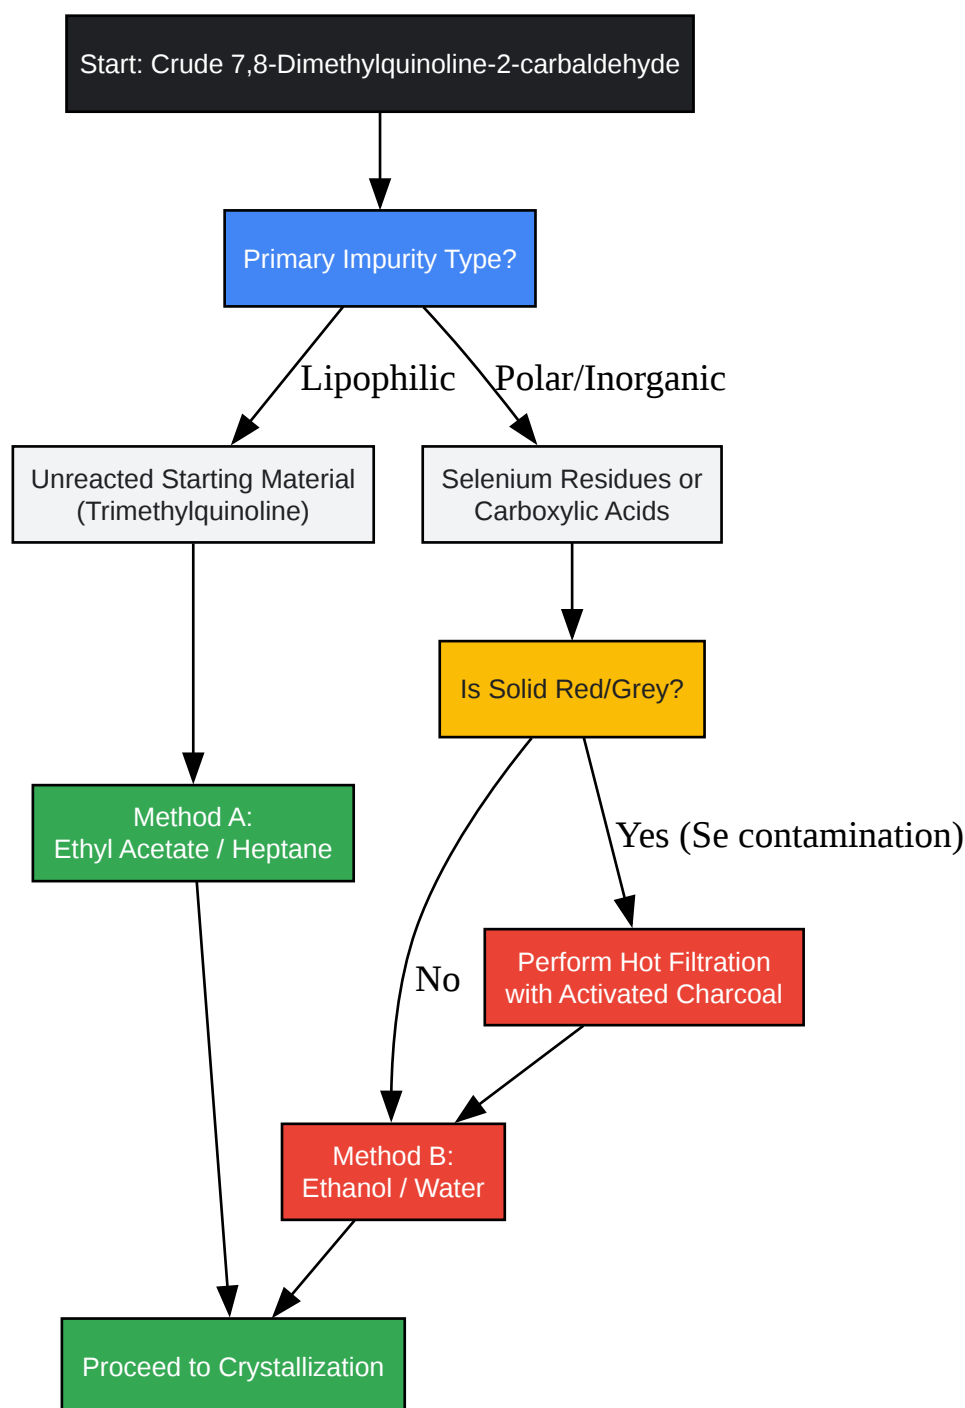 Start: Crude 7,8-Dimethylquinoline-2-carbaldehyde
Primary Impurity Type?
Lipophilic
Polar/Inorganic
Unreacted Starting Material
(Trimethylquinoline)
Selenium Residues or
Carboxylic Acids
Is Solid Red/Grey?
Method A:
Ethyl Acetate / Heptane
Yes (Se contamination)
No
Perform Hot Filtration
with Activated Charcoal
Method B:
Ethanol / Water
Proceed to Crystallization